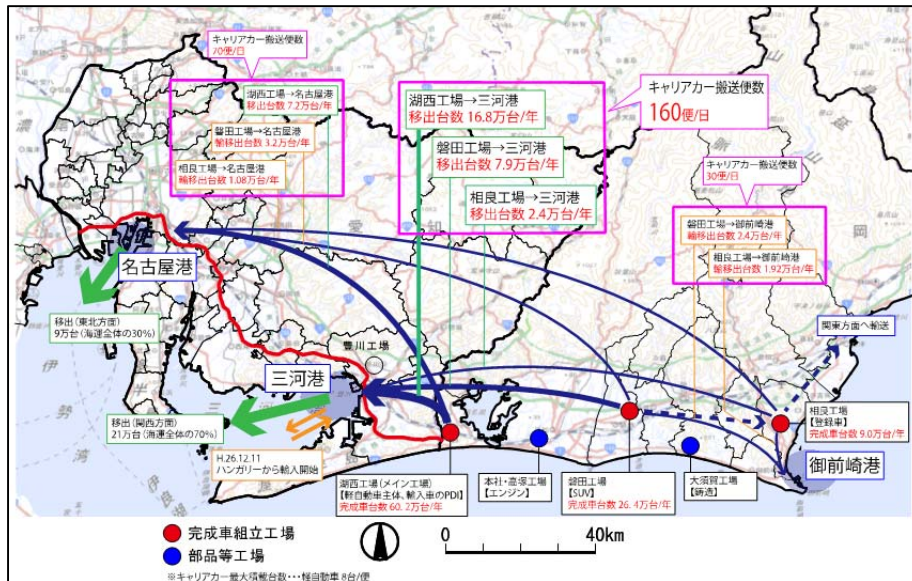 キャリアカー搬送便数
70便/日
湖西工場→名古屋港
移出台数 7.2万台/年
磐田工場→名古屋港
輸移出台数 3.2万台/年
相良工場→名古屋港
輸移出台数 1.08万台/年
湖西工場→三河港
移出台数 16.8万台/年
磐田工場→三河港
移出台数 7.9万台/年
相良工場→三河港
移出台数 2.4万台/年
キャリアカー搬送便数
160便/日
キャリアカー搬送便数
30便/日
磐田工場→御前崎港
輸移出台数 2.4万台/年
相良工場→御前崎港
輸移出台数 1.92万台/年
愛
知
岡
名古屋港
移出(東北方面)
9万台(海運全体の30%)
関東方面へ輸送
豊川工場
三河港
移出(関西方面)
21万台(海運全体の70%)
H.26.12.11
ハンガリーから輸入開始
湖西工場(メイン工場)
【軽自動車主体、輸入車のPDI】
完成車台数 60.2万台/年
本社・高塚工場
【エンジン】
磐田工場
【SUV】
完成車台数 26.4万台/年
大須賀工場
【鋳造】
相良工場
【登録車】
完成車台数 9.0万台/年
御前崎港
伊
勢
湾
完成車組立工場
部品等工場
0 40km
※キャリアカー最大積載台数・・・軽自動車 8台/便